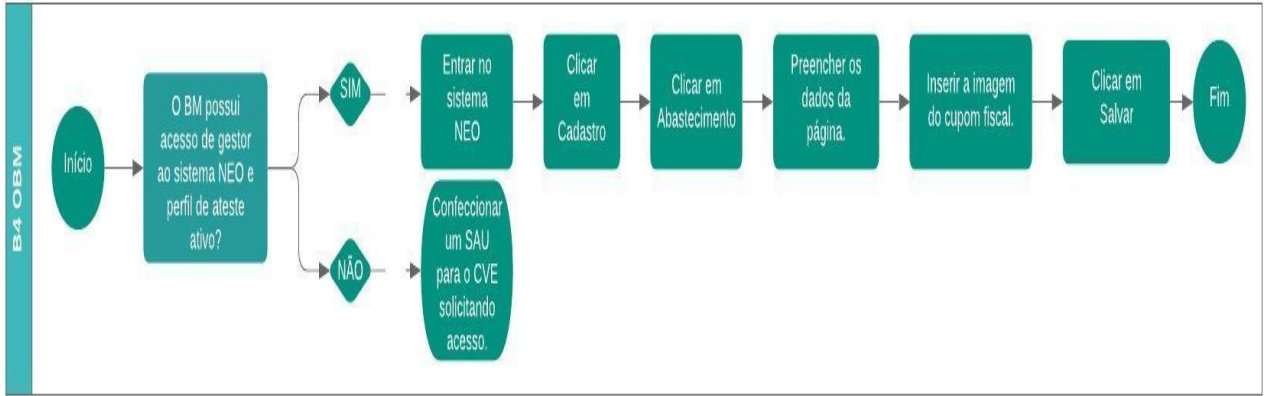 B4 OBM
Início
O BM possui
acesso de gestor
ao sistema NEO e
perfil de ateste
ativo?
SIM
Entrar no
sistema
NEO
Clicar
em
Cadastro
Clicar em
Abastecimento
Preencher os
dados da
página.
Inserir a imagem
do cupom fiscal.
Clicar em
Salvar
Fim
NÃO
Confeccionar
um SAU
para o CVE
solicitando
acesso.